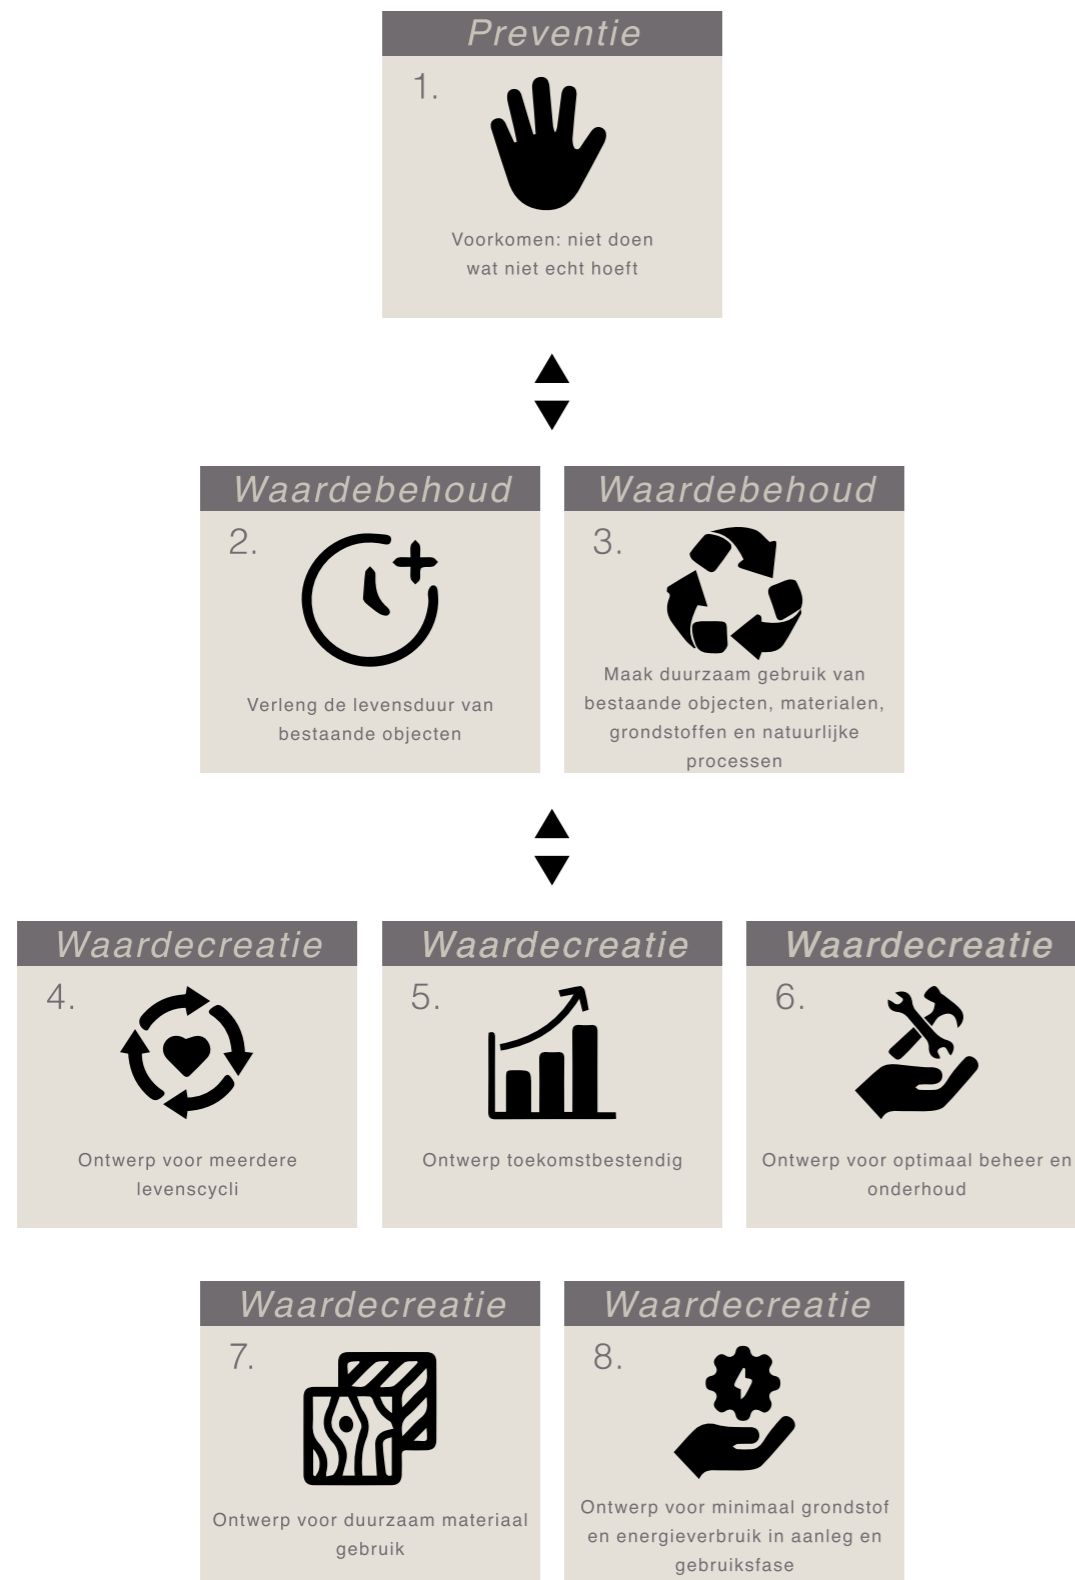 Preventie
1.
Voorkomen: niet doen
wat niet echt hoeft
Waardebehoud
2.
Verleng de levensduur van
bestaande objecten
Waardebehoud
3.
Maak duurzaam gebruik van
bestaande objecten, materialen,
grondstoffen en natuurlijke
processen
Waardecreatie
4.
Ontwerp voor meerdere
levenscycli
Waardecreatie
5.
Ontwerp toekomstbestendig
Waardecreatie
6.
Ontwerp voor optimaal beheer en
onderhoud
Waardecreatie
7.
Ontwerp voor duurzaam materiaal
gebruik
Waardecreatie
8.
Ontwerp voor minimaal grondstof
en energieverbruik in aanleg en
gebruiksfase